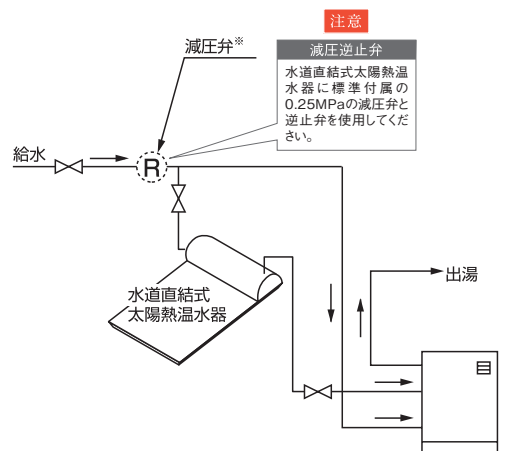 注意
減圧弁※
減圧逆止弁
水道直結式太陽熱温
水器に標準付属の
0.25MPaの減圧弁と
逆止弁を使用してくだ
さい。
給水
R
出湯
水道直結式
太陽熱温水器